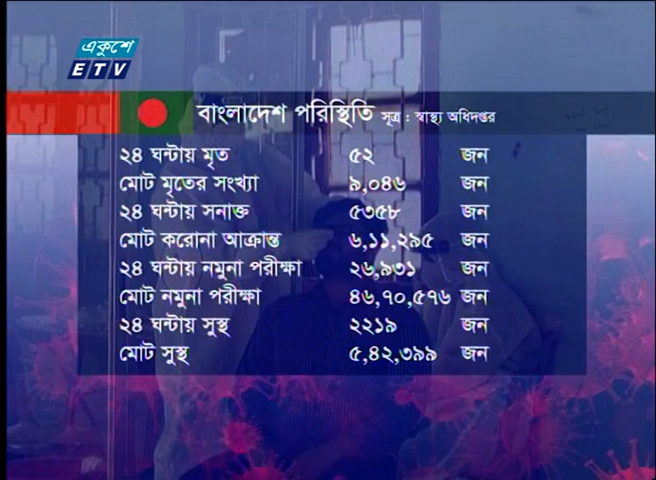 একুশে
ETV
বাংলাদেশ পরিস্থিতি সূত্র : স্বাস্থ্য অধিদপ্তর
২৪ ঘন্টায় মৃত ৫২ জন
মোট মৃতের সংখ্যা ৯,০৪৬ জন
২৪ ঘন্টায় সনাক্ত ৫৩৫৮ জন
মোট করোনা আক্রান্ত ৬,১১,২৯৫ জন
২৪ ঘন্টায় নমুনা পরীক্ষা ২৬,৯৩১ জন
মোট নমুনা পরীক্ষা ৪৬,৭০,৫৭৬ জন
২৪ ঘন্টায় সুস্থ ২২১৯ জন
মোট সুস্থ ৫,৪২,৩৯৯ জন